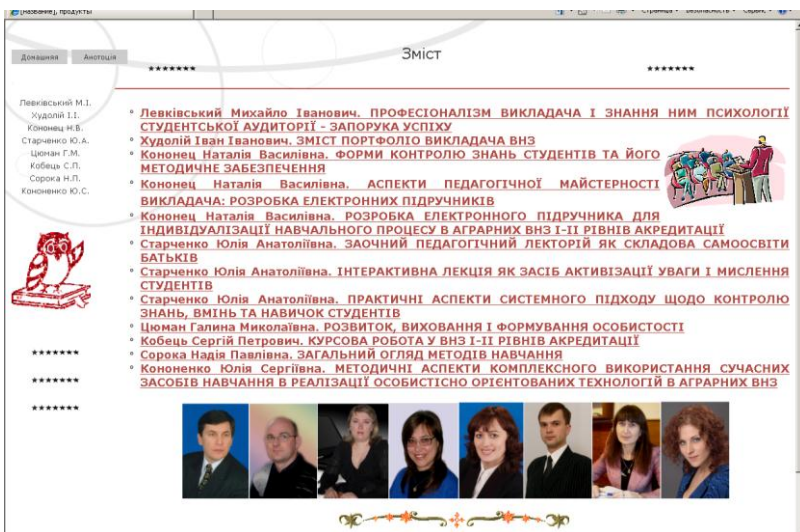 [Название], продукты
Страница Безопасность Сервис
Домашняя Анотоція
Зміст
*******
*******
Левківський М.І.
Худолій І.І.
Кононец Н.В.
Старченко Ю.А.
Цюман Г.М.
Кобець С.П.
Сорока Н.П.
Кононенко Ю.С.
*******
*******
*******
° Левківський Михайло Іванович. ПРОФЕСІОНАЛІЗМ ВИКЛАДАЧА І ЗНАННЯ НИМ ПСИХОЛОГІЇ
СТУДЕНТСЬКОЇ АУДИТОРІЇ – ЗАПОРУКА УСПІХУ
° Худолій Іван Іванович. ЗМІСТ ПОРТФОЛІО ВИКЛАДАЧА ВНЗ
° Кононец Наталія Василівна. ФОРМИ КОНТРОЛЮ ЗНАНЬ СТУДЕНТІВ ТА ЙОГО
МЕТОДИЧНЕ ЗАБЕЗПЕЧЕННЯ
° Кононец Наталія Василівна. АСПЕКТИ ПЕДАГОГІЧНОЇ МАЙСТЕРНОСТІ
ВИКЛАДАЧА: РОЗРОБКА ЕЛЕКТРОННИХ ПІДРУЧНИКІВ
° Кононец Наталія Василівна. РОЗРОБКА ЕЛЕКТРОННОГО ПІДРУЧНИКА ДЛЯ
ІНДИВІДУАЛІЗАЦІЇ НАВЧАЛЬНОГО ПРОЦЕСУ В АГРАРНИХ ВНЗ І-ІІ РІВНІВ АКРЕДИТАЦІЇ
° Старченко Юлія Анатоліївна. ЗАОЧНИЙ ПЕДАГОГІЧНИЙ ЛЕКТОРІЙ ЯК СКЛАДОВА САМООСВІТИ
БАТЬКІВ
° Старченко Юлія Анатоліївна. ІНТЕРАКТИВНА ЛЕКЦІЯ ЯК ЗАСІБ АКТИВІЗАЦІЇ УВАГИ І МИСЛЕННЯ
СТУДЕНТІВ
° Старченко Юлія Анатоліївна. ПРАКТИЧНІ АСПЕКТИ СИСТЕМНОГО ПІДХОДУ ЩОДО КОНТРОЛЮ
ЗНАНЬ, ВМІНЬ ТА НАВИЧОК СТУДЕНТІВ
° Цюман Галина Миколаївна. РОЗВИТОК, ВИХОВАННЯ І ФОРМУВАННЯ ОСОБИСТОСТІ
° Кобець Сергій Петрович. КУРСОВА РОБОТА У ВНЗ І-ІІ РІВНІВ АКРЕДИТАЦІЇ
° Сорока Надія Павлівна. ЗАГАЛЬНИЙ ОГЛЯД МЕТОДІВ НАВЧАННЯ
° Кононенко Юлія Сергіївна. МЕТОДИЧНІ АСПЕКТИ КОМПЛЕКСНОГО ВИКОРИСТАННЯ СУЧАСНИХ
ЗАСОБІВ НАВЧАННЯ В РЕАЛІЗАЦІЇ ОСОБИСТІСНО ОРІЄНТОВАНИХ ТЕХНОЛОГІЙ В АГРАРНИХ ВНЗ